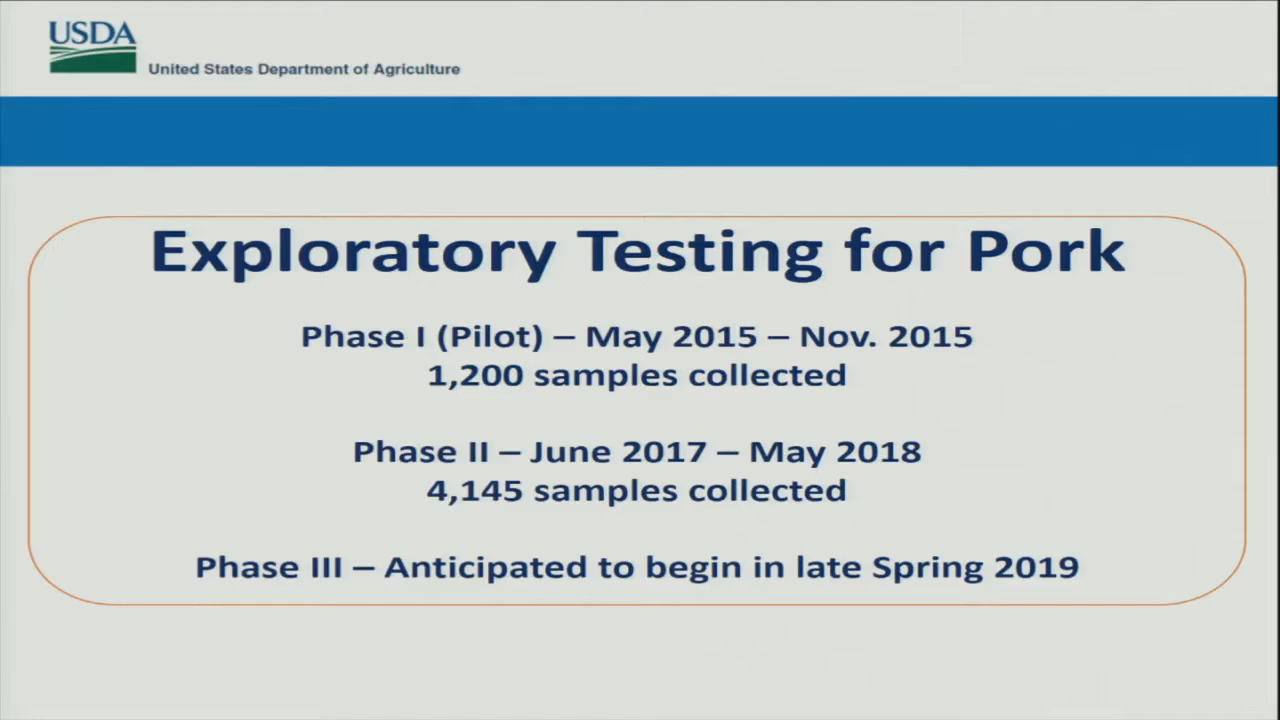 USDA
United States Department of Agriculture
Exploratory Testing for Pork
Phase I (Pilot) – May 2015 – Nov. 2015
1,200 samples collected
Phase II – June 2017 – May 2018
4,145 samples collected
Phase III – Anticipated to begin in late Spring 2019